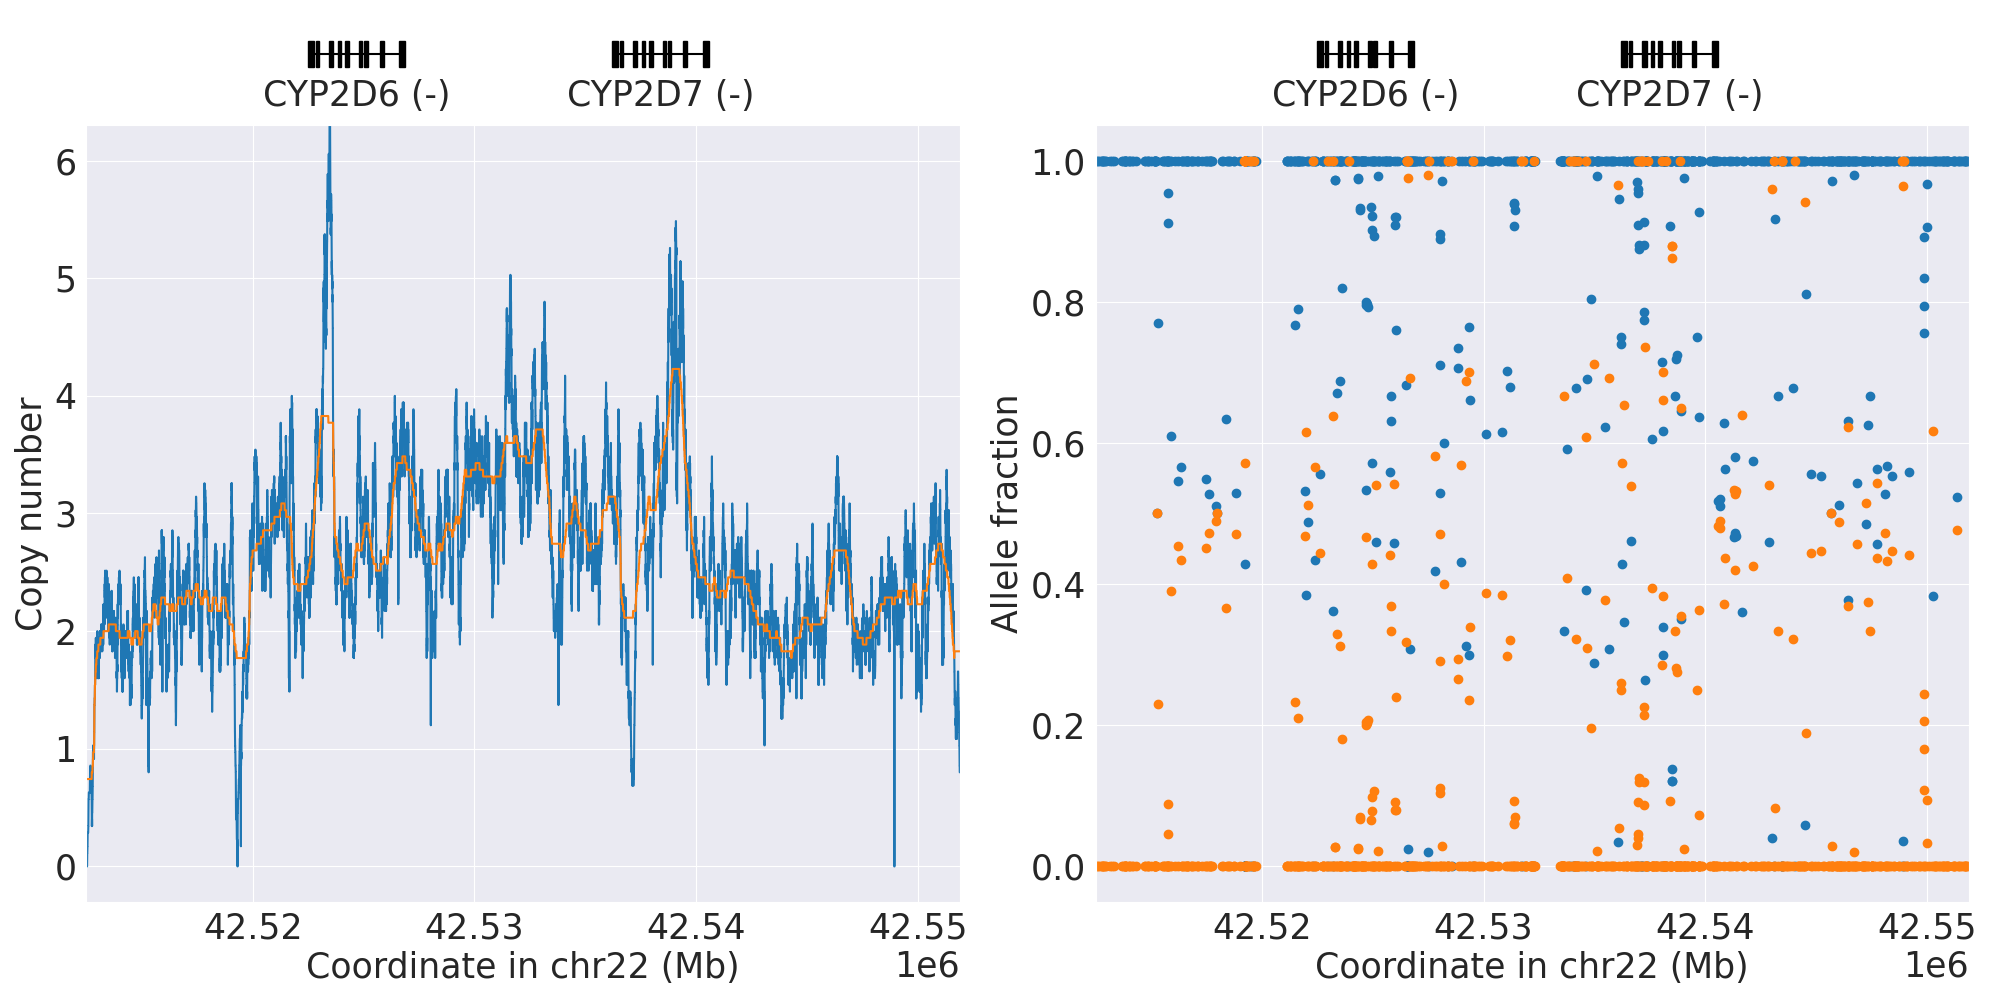 CYP2D6 (-) CYP2D7 (-)
Copy number
6
5
4
3
2
1
0
42.52 42.53 42.54 42.55
Coordinate in chr22 (Mb) 1e6
CYP2D6 (-) CYP2D7 (-)
Allele fraction
1.0
0.8
0.6
0.4
0.2
0.0
42.52 42.53 42.54 42.55
Coordinate in chr22 (Mb) 1e6